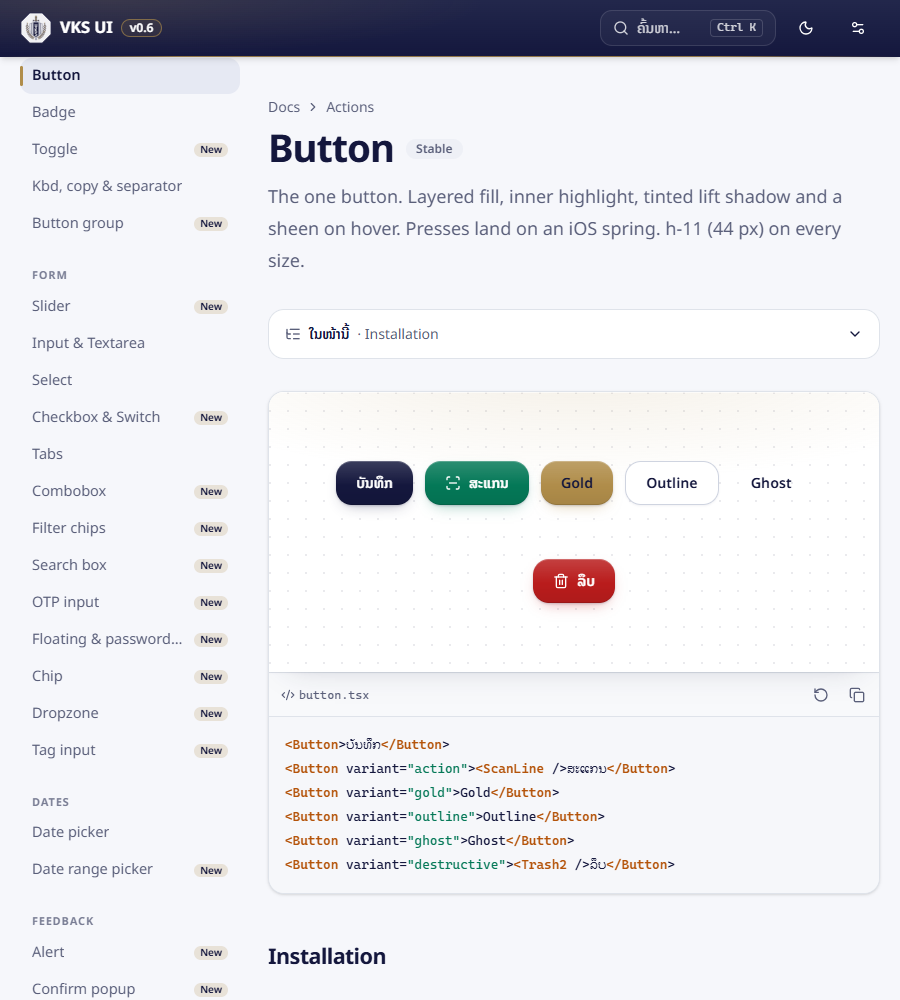 VKS UI v0.6
ຄົ້ນຫາ... Ctrl K
Button
Badge
Toggle New
Kbd, copy & separator
Button group New
FORM
Slider New
Input & Textarea
Select
Checkbox & Switch New
Tabs
Combobox New
Filter chips New
Search box New
OTP input New
Floating & password... New
Chip New
Dropzone New
Tag input New
DATES
Date picker
Date range picker New
FEEDBACK
Alert New
Confirm popup New
Docs > Actions
Button Stable
The one button. Layered fill, inner highlight, tinted lift shadow and a
sheen on hover. Presses land on an iOS spring. h-11 (44 px) on every
size.
ໃນໜ້ານີ້ · Installation
ບັນທຶກ ສະແກນ Gold Outline Ghost
ລຶບ
button.tsx
<Button>ບັນທຶກ</Button>
<Button variant="action"><ScanLine />ສະແກນ</Button>
<Button variant="gold">Gold</Button>
<Button variant="outline">Outline</Button>
<Button variant="ghost">Ghost</Button>
<Button variant="destructive"><Trash2 />ລຶບ</Button>
Installation